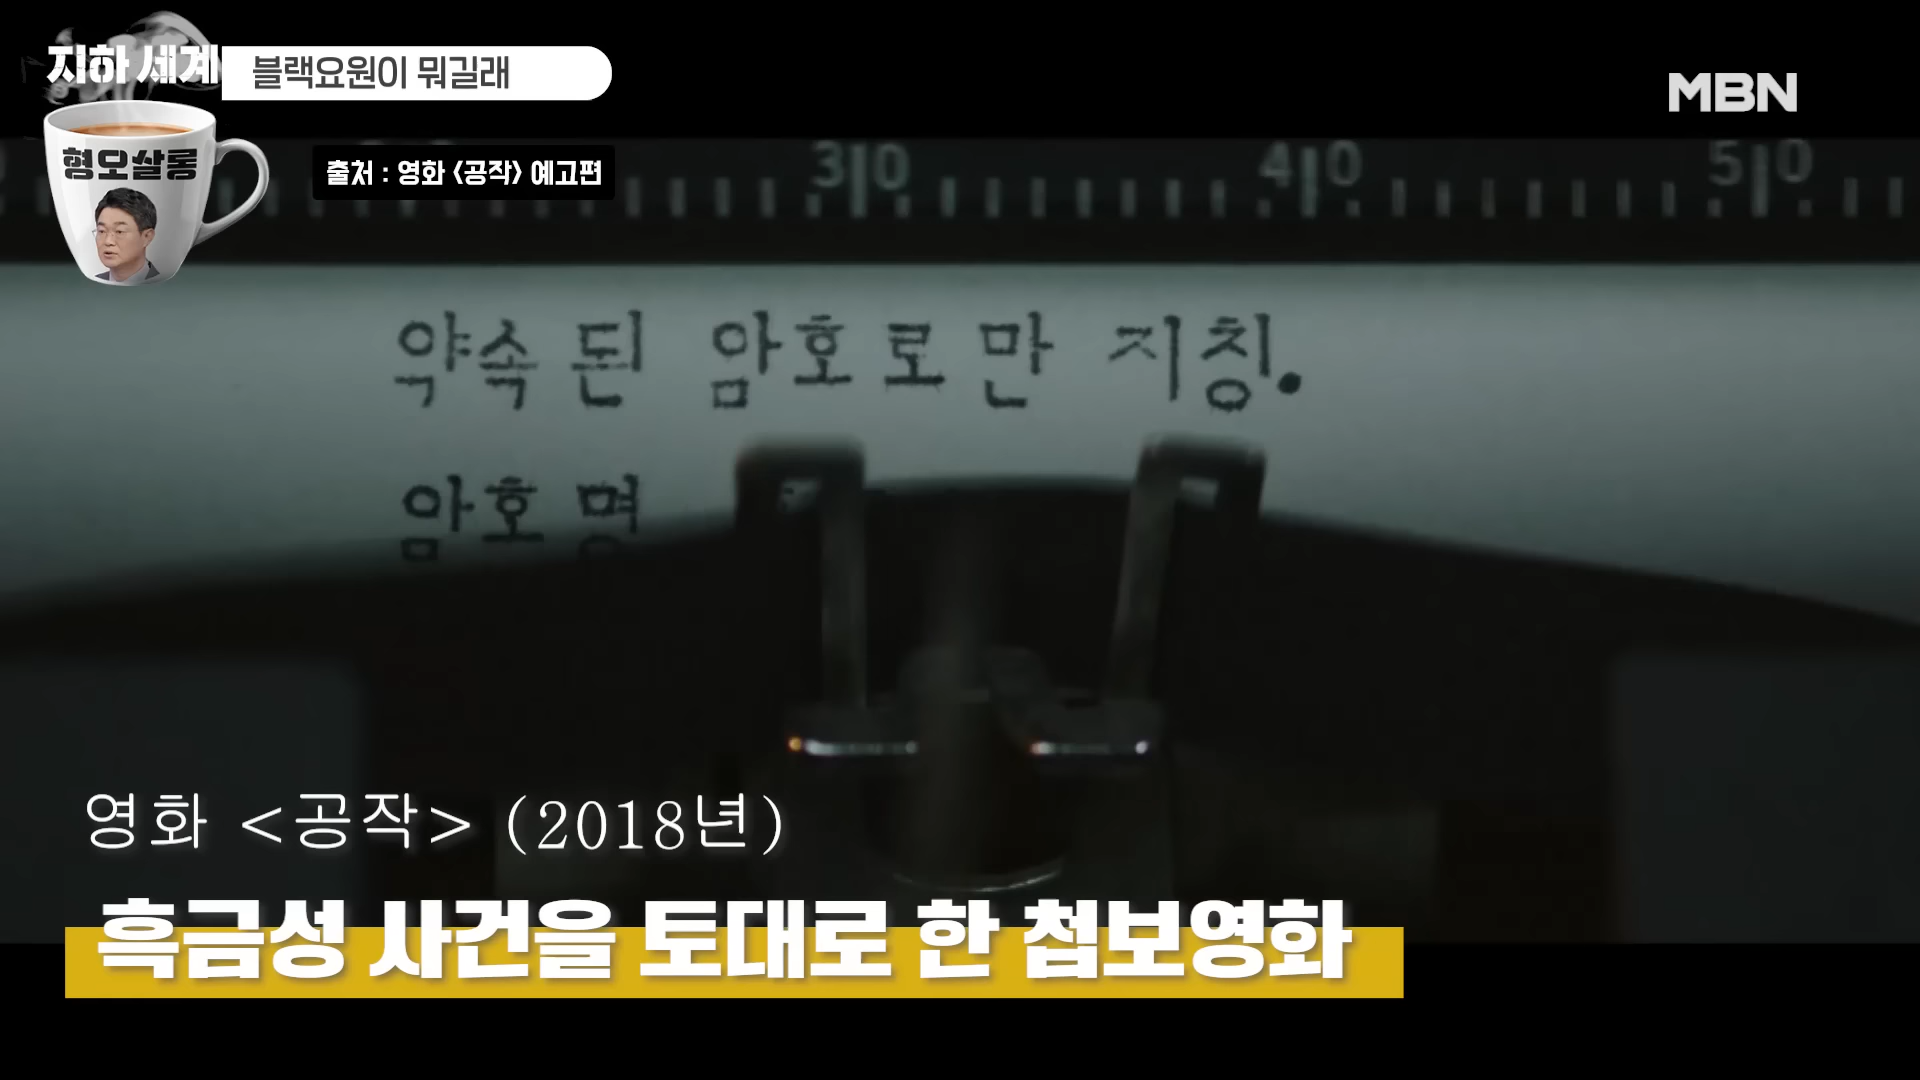 지하 세계
블랙요원이 뭐길래
MBN
형오살롱
출처 : 영화 <공작> 예고편
30 40 50
약속된 암호로만 지칭.
암호명
영화 <공작> (2018년)
흑금성 사건을 토대로 한 첩보영화